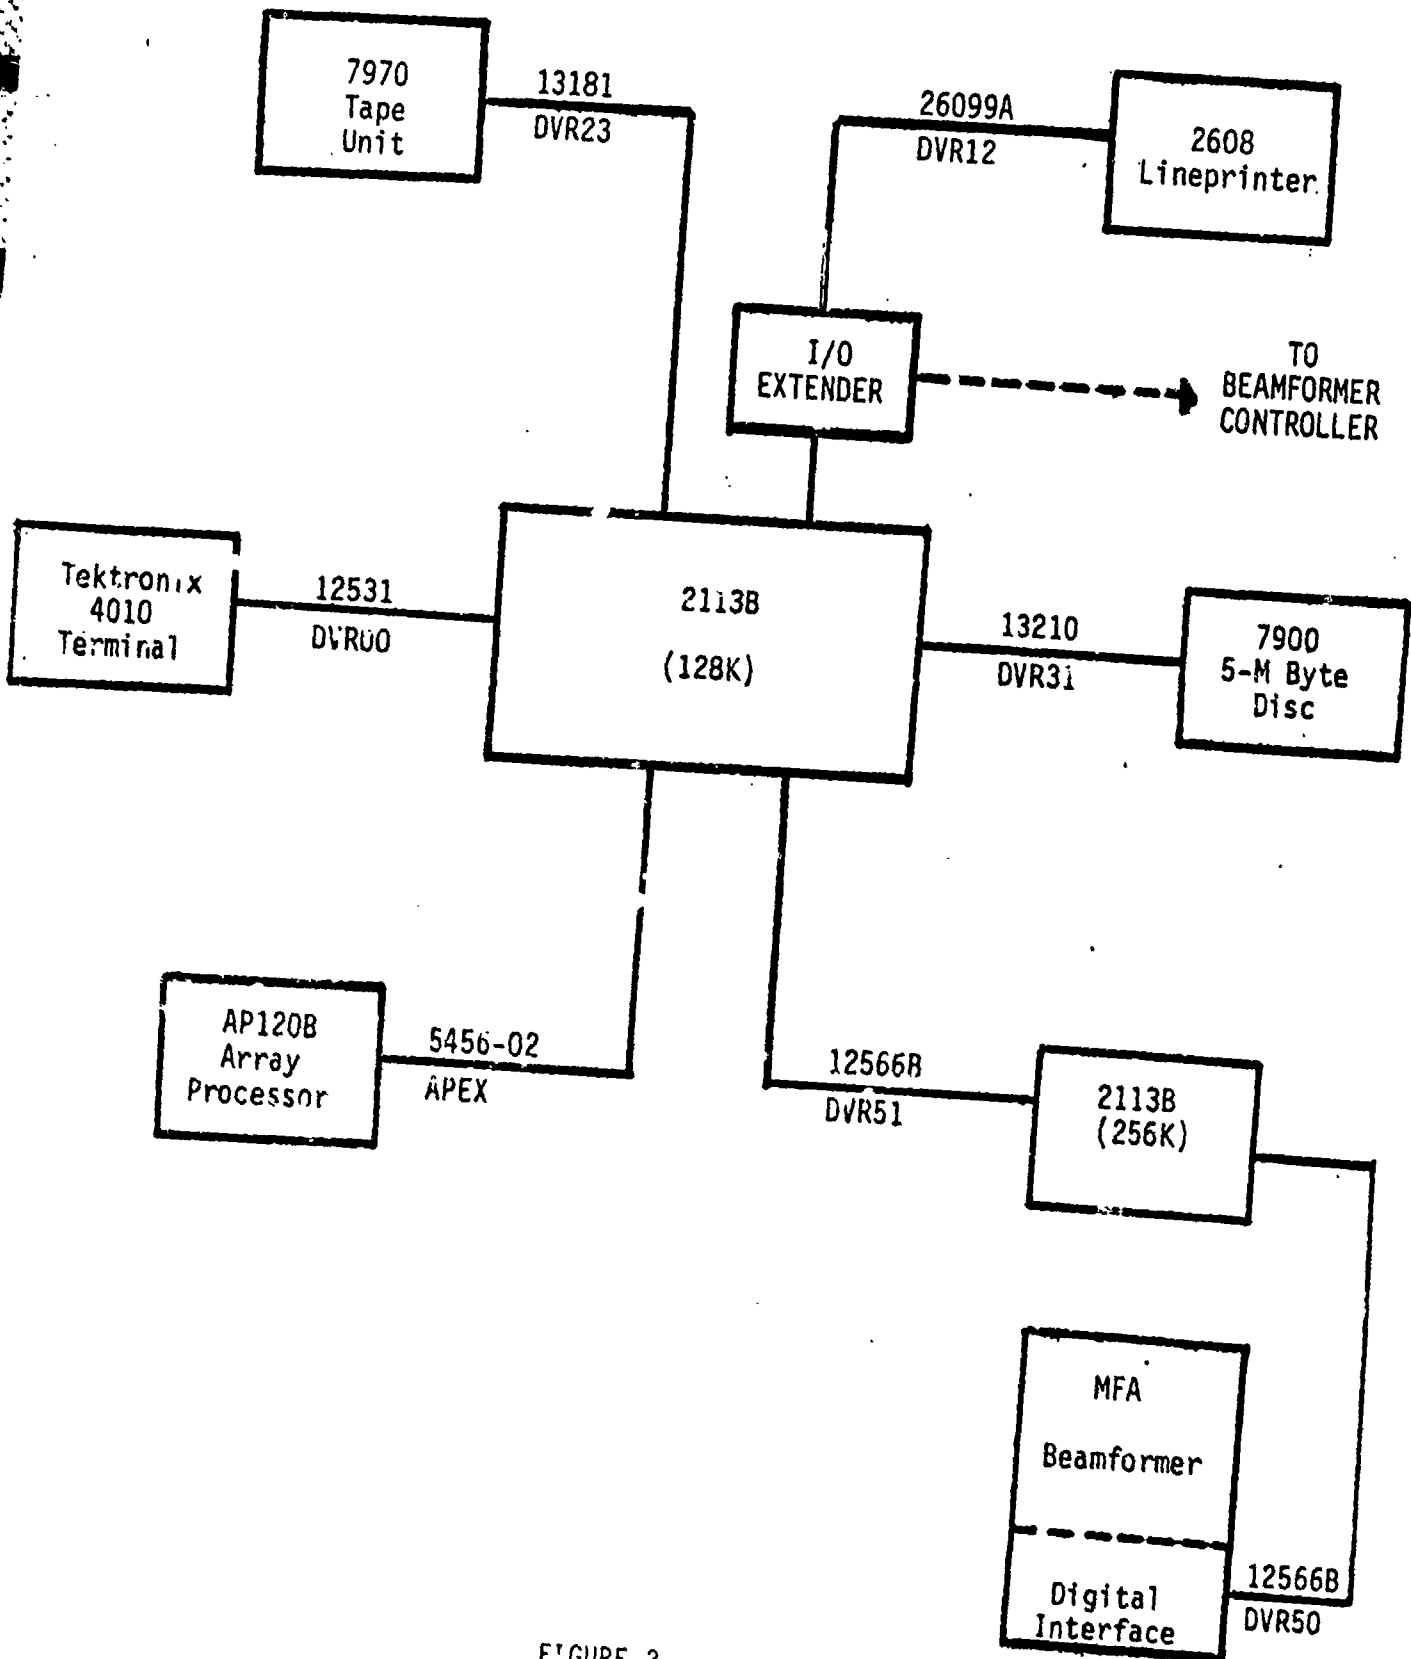 7970
Tape
Unit
13181
DVR23
26099A
DVR12
2608
Lineprinter
I/O
EXTENDER
TO
BEAMFORMER
CONTROLLER
Tektronix
4010
Terminal
12531
DVR00
2113B
(128K)
13210
DVR31
7900
5-M Byte
Disc
AP120B
Array
Processor
5456-02
APEX
12566B
DVR51
2113B
(256K)
MFA
Beamformer
Digital
Interface
12566B
DVR50
FIGURE